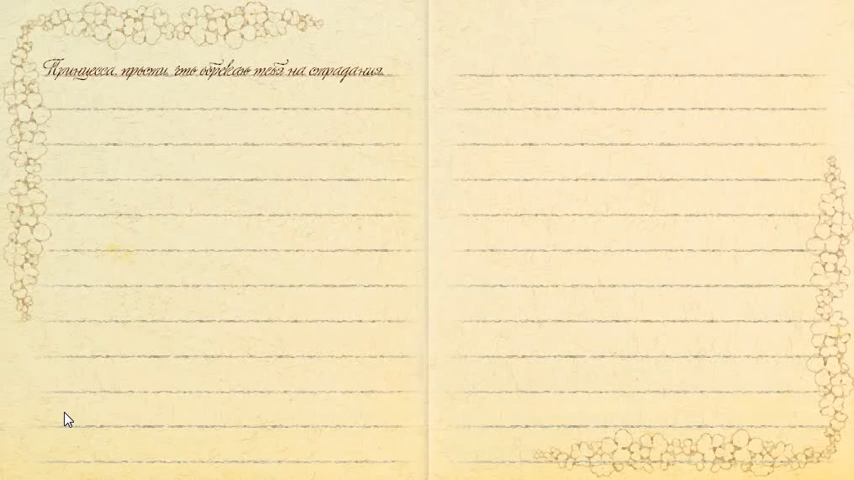 Принцесса, прости, что обрекаю тебя на страдания.